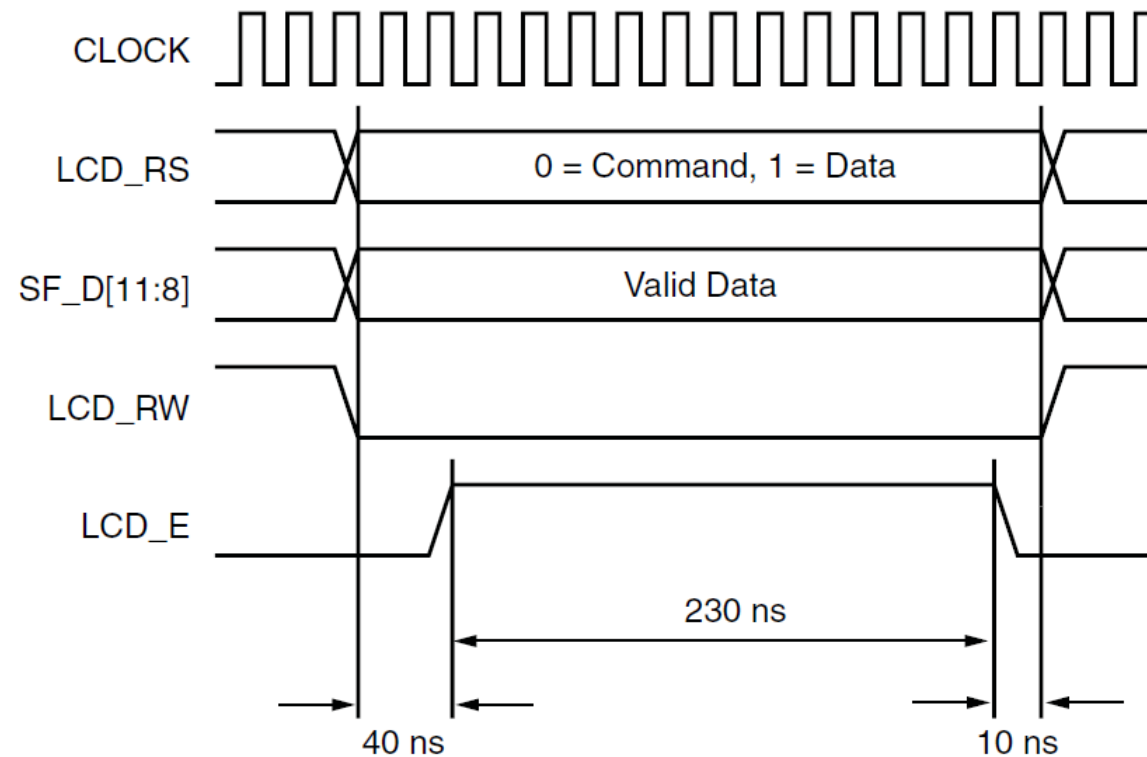 CLOCK
LCD_RS
0 = Command, 1 = Data
SF_D[11:8]
Valid Data
LCD_RW
LCD_E
230 ns
40 ns
10 ns